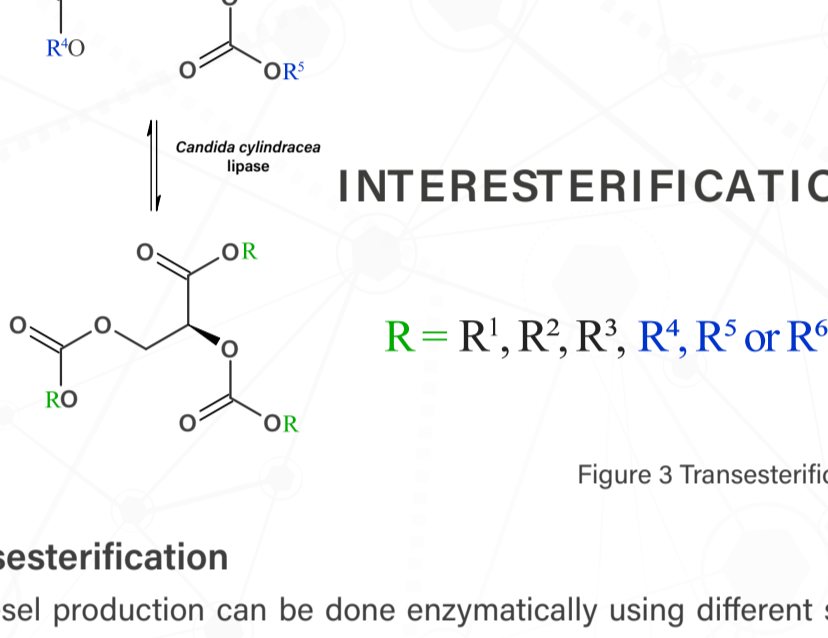 R⁴O
O
OR⁵
Candida cylindracea
lipase
INTERESTERIFICATIO
O
OR
O
O
O
RO
O
OR
R = R¹, R², R³, R⁴, R⁵ or R⁶
Figure 3 Transesterific
sesterification
sel production can be done enzymatically using different s